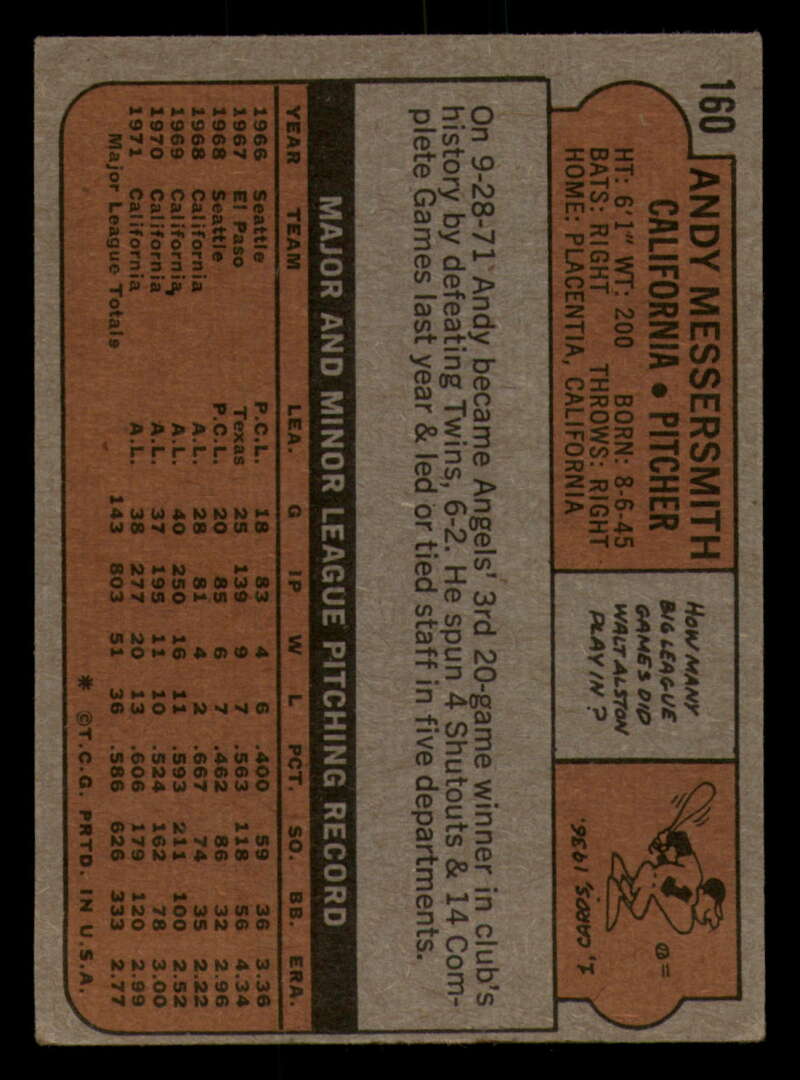 160
ANDY MESSERSMITH
CALIFORNIA • PITCHER
HT: 6'1" WT: 200 BORN: 8-6-45
BATS: RIGHT THROWS: RIGHT
HOME: PLACENTIA, CALIFORNIA
HOW MANY
BIG LEAGUE
GAMES DID
WALT ALSTON
PLAY IN?
1, CARDS, 1936.
On 9-28-71 Andy became Angels' 3rd 20-game winner in club's
history by defeating Twins, 6-2. He spun 4 Shutouts & 14 Com-
plete Games last year & led or tied staff in five departments.
MAJOR AND MINOR LEAGUE PITCHING RECORD
YEAR TEAM LEA. G IP W L PCT. SO. BB. ERA.
1966 Seattle P.C.L. 18 83 4 6 .400 59 36 3.36
1967 El Paso Texas 25 139 9 7 .563 118 56 4.34
1968 Seattle P.C.L. 20 85 6 7 .462 86 32 2.96
1968 California A.L. 28 81 4 2 .667 74 35 2.22
1969 California A.L. 40 250 16 11 .593 211 100 2.52
1970 California A.L. 37 195 11 10 .524 162 78 3.00
1971 California A.L. 38 277 20 13 .606 179 120 2.99
Major League Totals 143 803 51 36 .586 626 333 2.77
* ©T.C.G. PRTD. IN U.S.A.